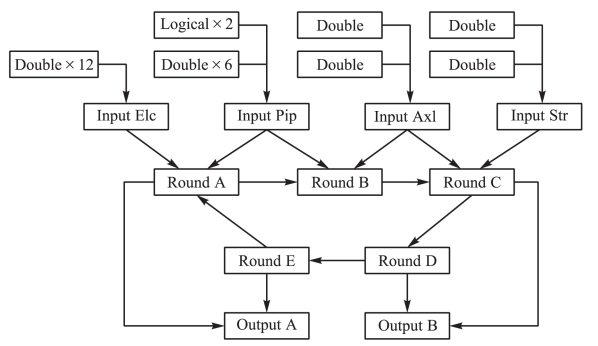 Logical × 2
Double
Double
Double × 12
Double × 6
Double
Double
Input Elc
Input Pip
Input Axl
Input Str
Round A
Round B
Round C
Round E
Round D
Output A
Output B